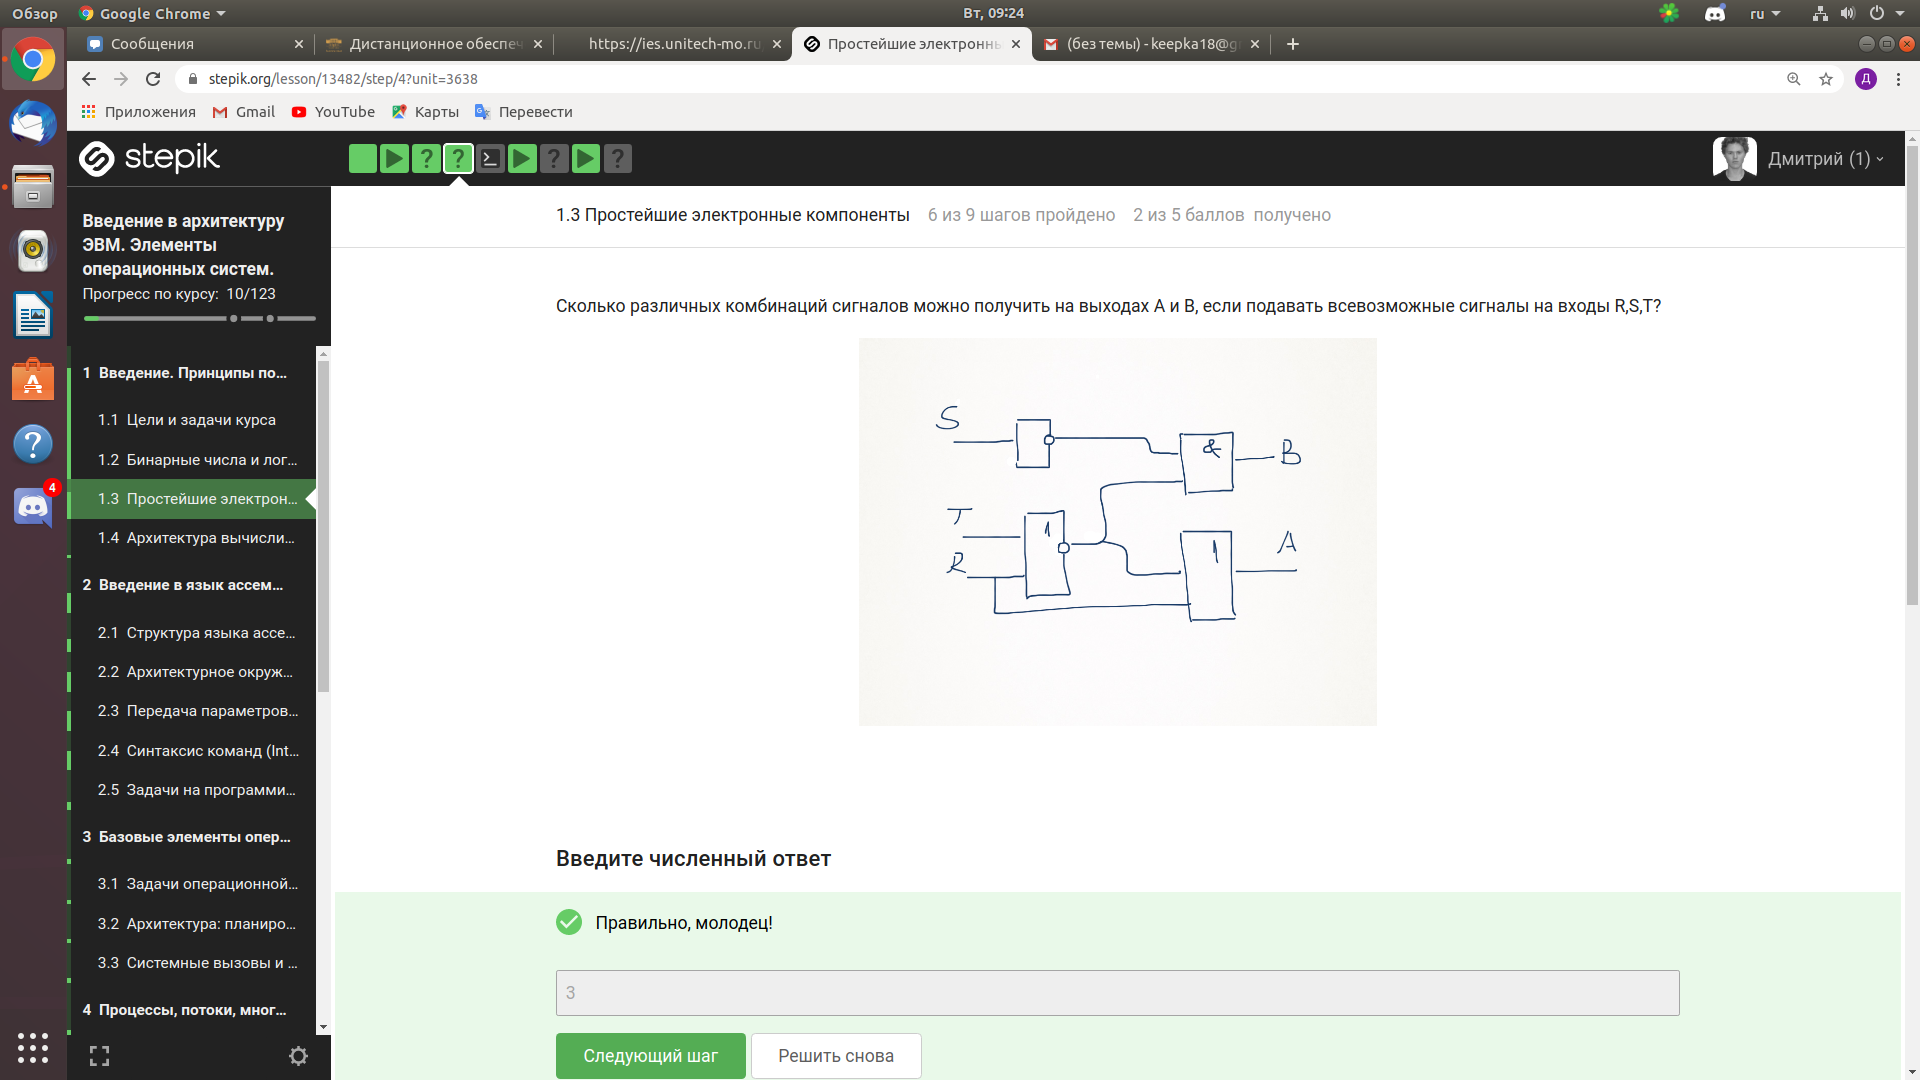 Обзор
Google Chrome
Вт, 09:24
ru
Сообщения
Дистанционное обеспеч
https://ies.unitech-mo.ru
Простейшие электронны
(без темы) - keepka18@g
stepik.org/lesson/13482/step/4?unit=3638
Д
Приложения
Gmail
YouTube
Карты
Перевести
stepik
Дмитрий (1)
Введение в архитектуру
ЭВМ. Элементы
операционных систем.
Прогресс по курсу: 10/123
1 Введение. Принципы по...
1.1 Цели и задачи курса
1.2 Бинарные числа и лог...
1.3 Простейшие электрон...
1.4 Архитектура вычисли...
2 Введение в язык ассем...
2.1 Структура языка ассе...
2.2 Архитектурное окруж...
2.3 Передача параметров...
2.4 Синтаксис команд (Int...
2.5 Задачи на программи...
3 Базовые элементы опер...
3.1 Задачи операционной...
3.2 Архитектура: планиро...
3.3 Системные вызовы и ...
4 Процессы, потоки, мног...
4
1.3 Простейшие электронные компоненты 6 из 9 шагов пройдено 2 из 5 баллов получено
Сколько различных комбинаций сигналов можно получить на выходах A и B, если подавать всевозможные сигналы на входы R,S,T?
S
&
B
T
1
R
1
A
Введите численный ответ
Правильно, молодец!
3
Следующий шаг
Решить снова